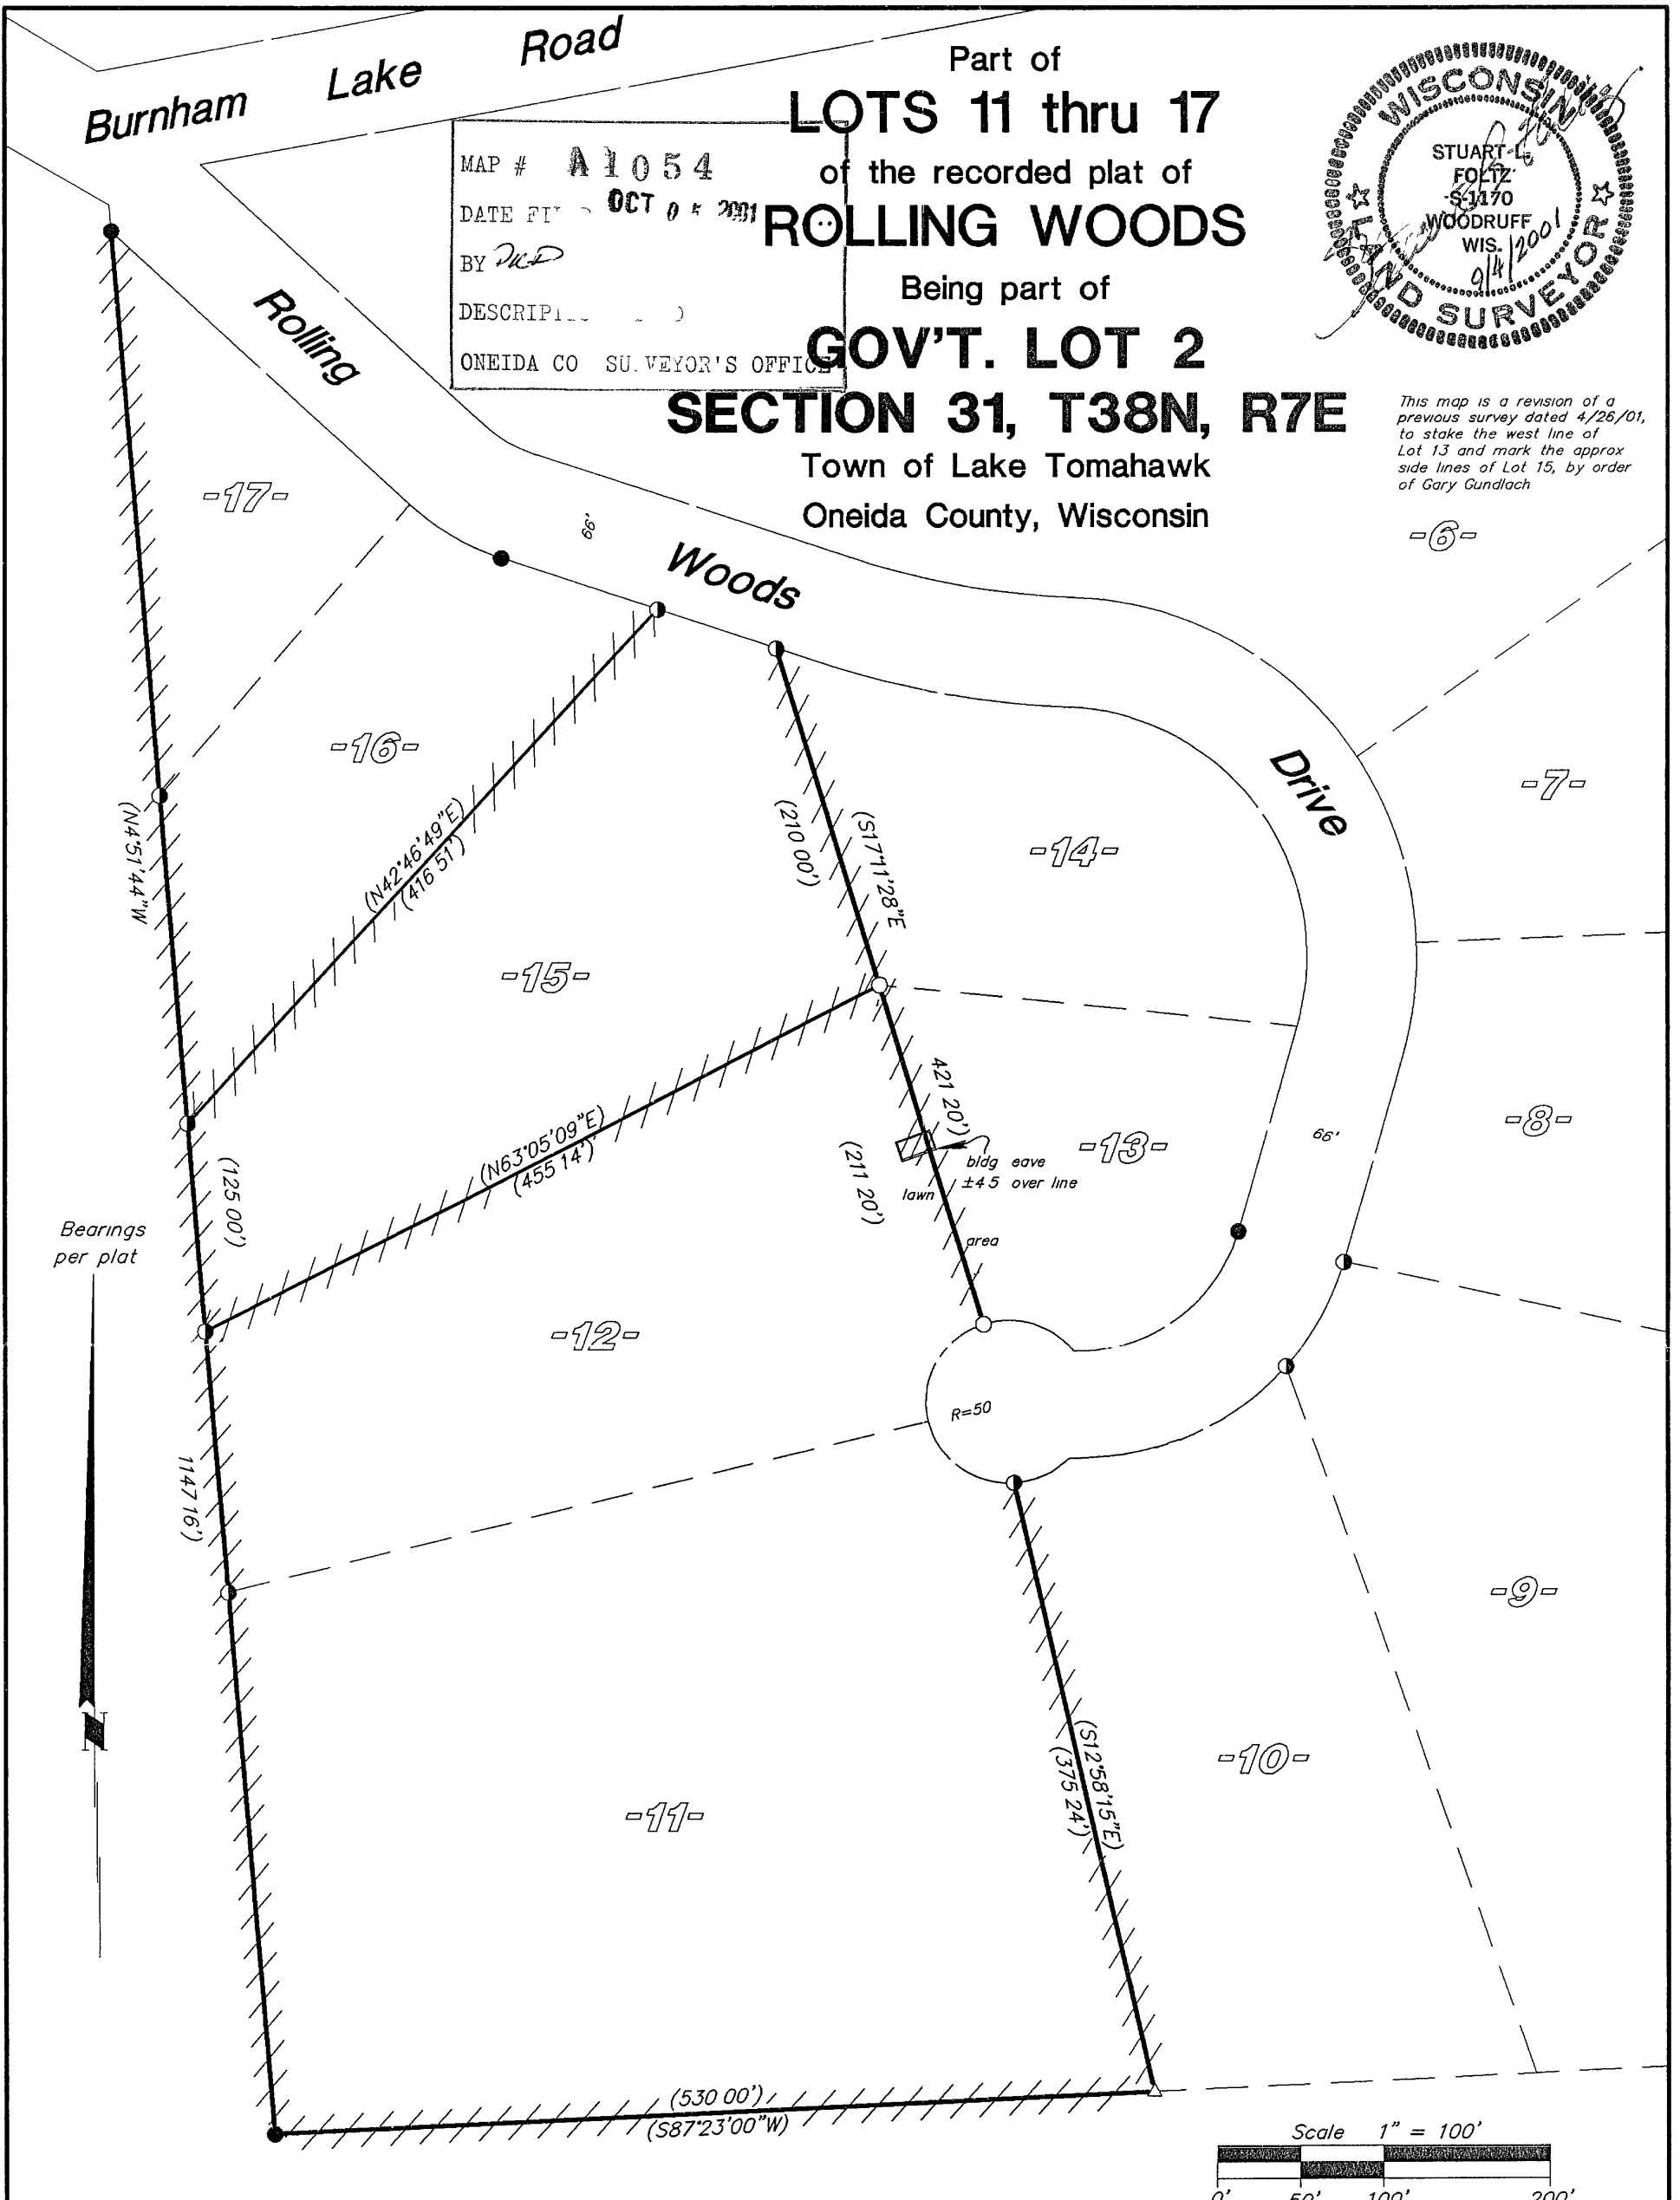 Burnham Lake Road
Part of
LOTS 11 thru 17
of the recorded plat of
ROLLING WOODS
Being part of
GOV'T. LOT 2
SECTION 31, T38N, R7E
Town of Lake Tomahawk
Oneida County, Wisconsin
MAP # A1054
DATE OCT 2001
BY
ONEIDA CO SU.VEYOR'S OFFICE
WISCONSIN
STUART L.
FOLTZ
S-1170
WOODRUFF
WIS.
9/4/2001
LAND SURVEYOR
This map is a revision of a
previous survey dated 4/26/01,
to stake the west line of
Lot 13 and mark the approx
side lines of Lot 15, by order
of Gary Gundlach
Rolling Woods Drive
-17-
66'
-6-
-16-
-7-
(N4°51'44"W
(N42°46'49"E)
(416 51')
(210 00')
(S17°11'28"E
-14-
-15-
421 20')
(211 20')
-13-
66'
-8-
bldg eave
±4 5 over line
lawn
area
(N63°05'09"E)
(455 14')
(125 00')
Bearings
per plat
-12-
R=50
1147 16')
-9-
N
(S12°58'15"E)
(375 24')
-10-
-11-
(530 00')
(S87°23'00"W)
Scale 1" = 100'
0' 50' 100' 200'